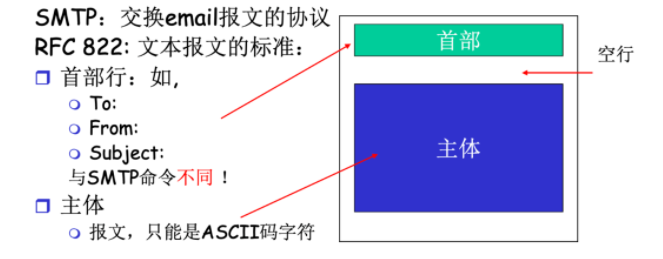 SMTP：交换email报文的协议
RFC 822: 文本报文的标准：
首部行：如,
To:
From:
Subject:
与SMTP命令不同！
主体
报文，只能是ASCII码字符
首部
空行
主体